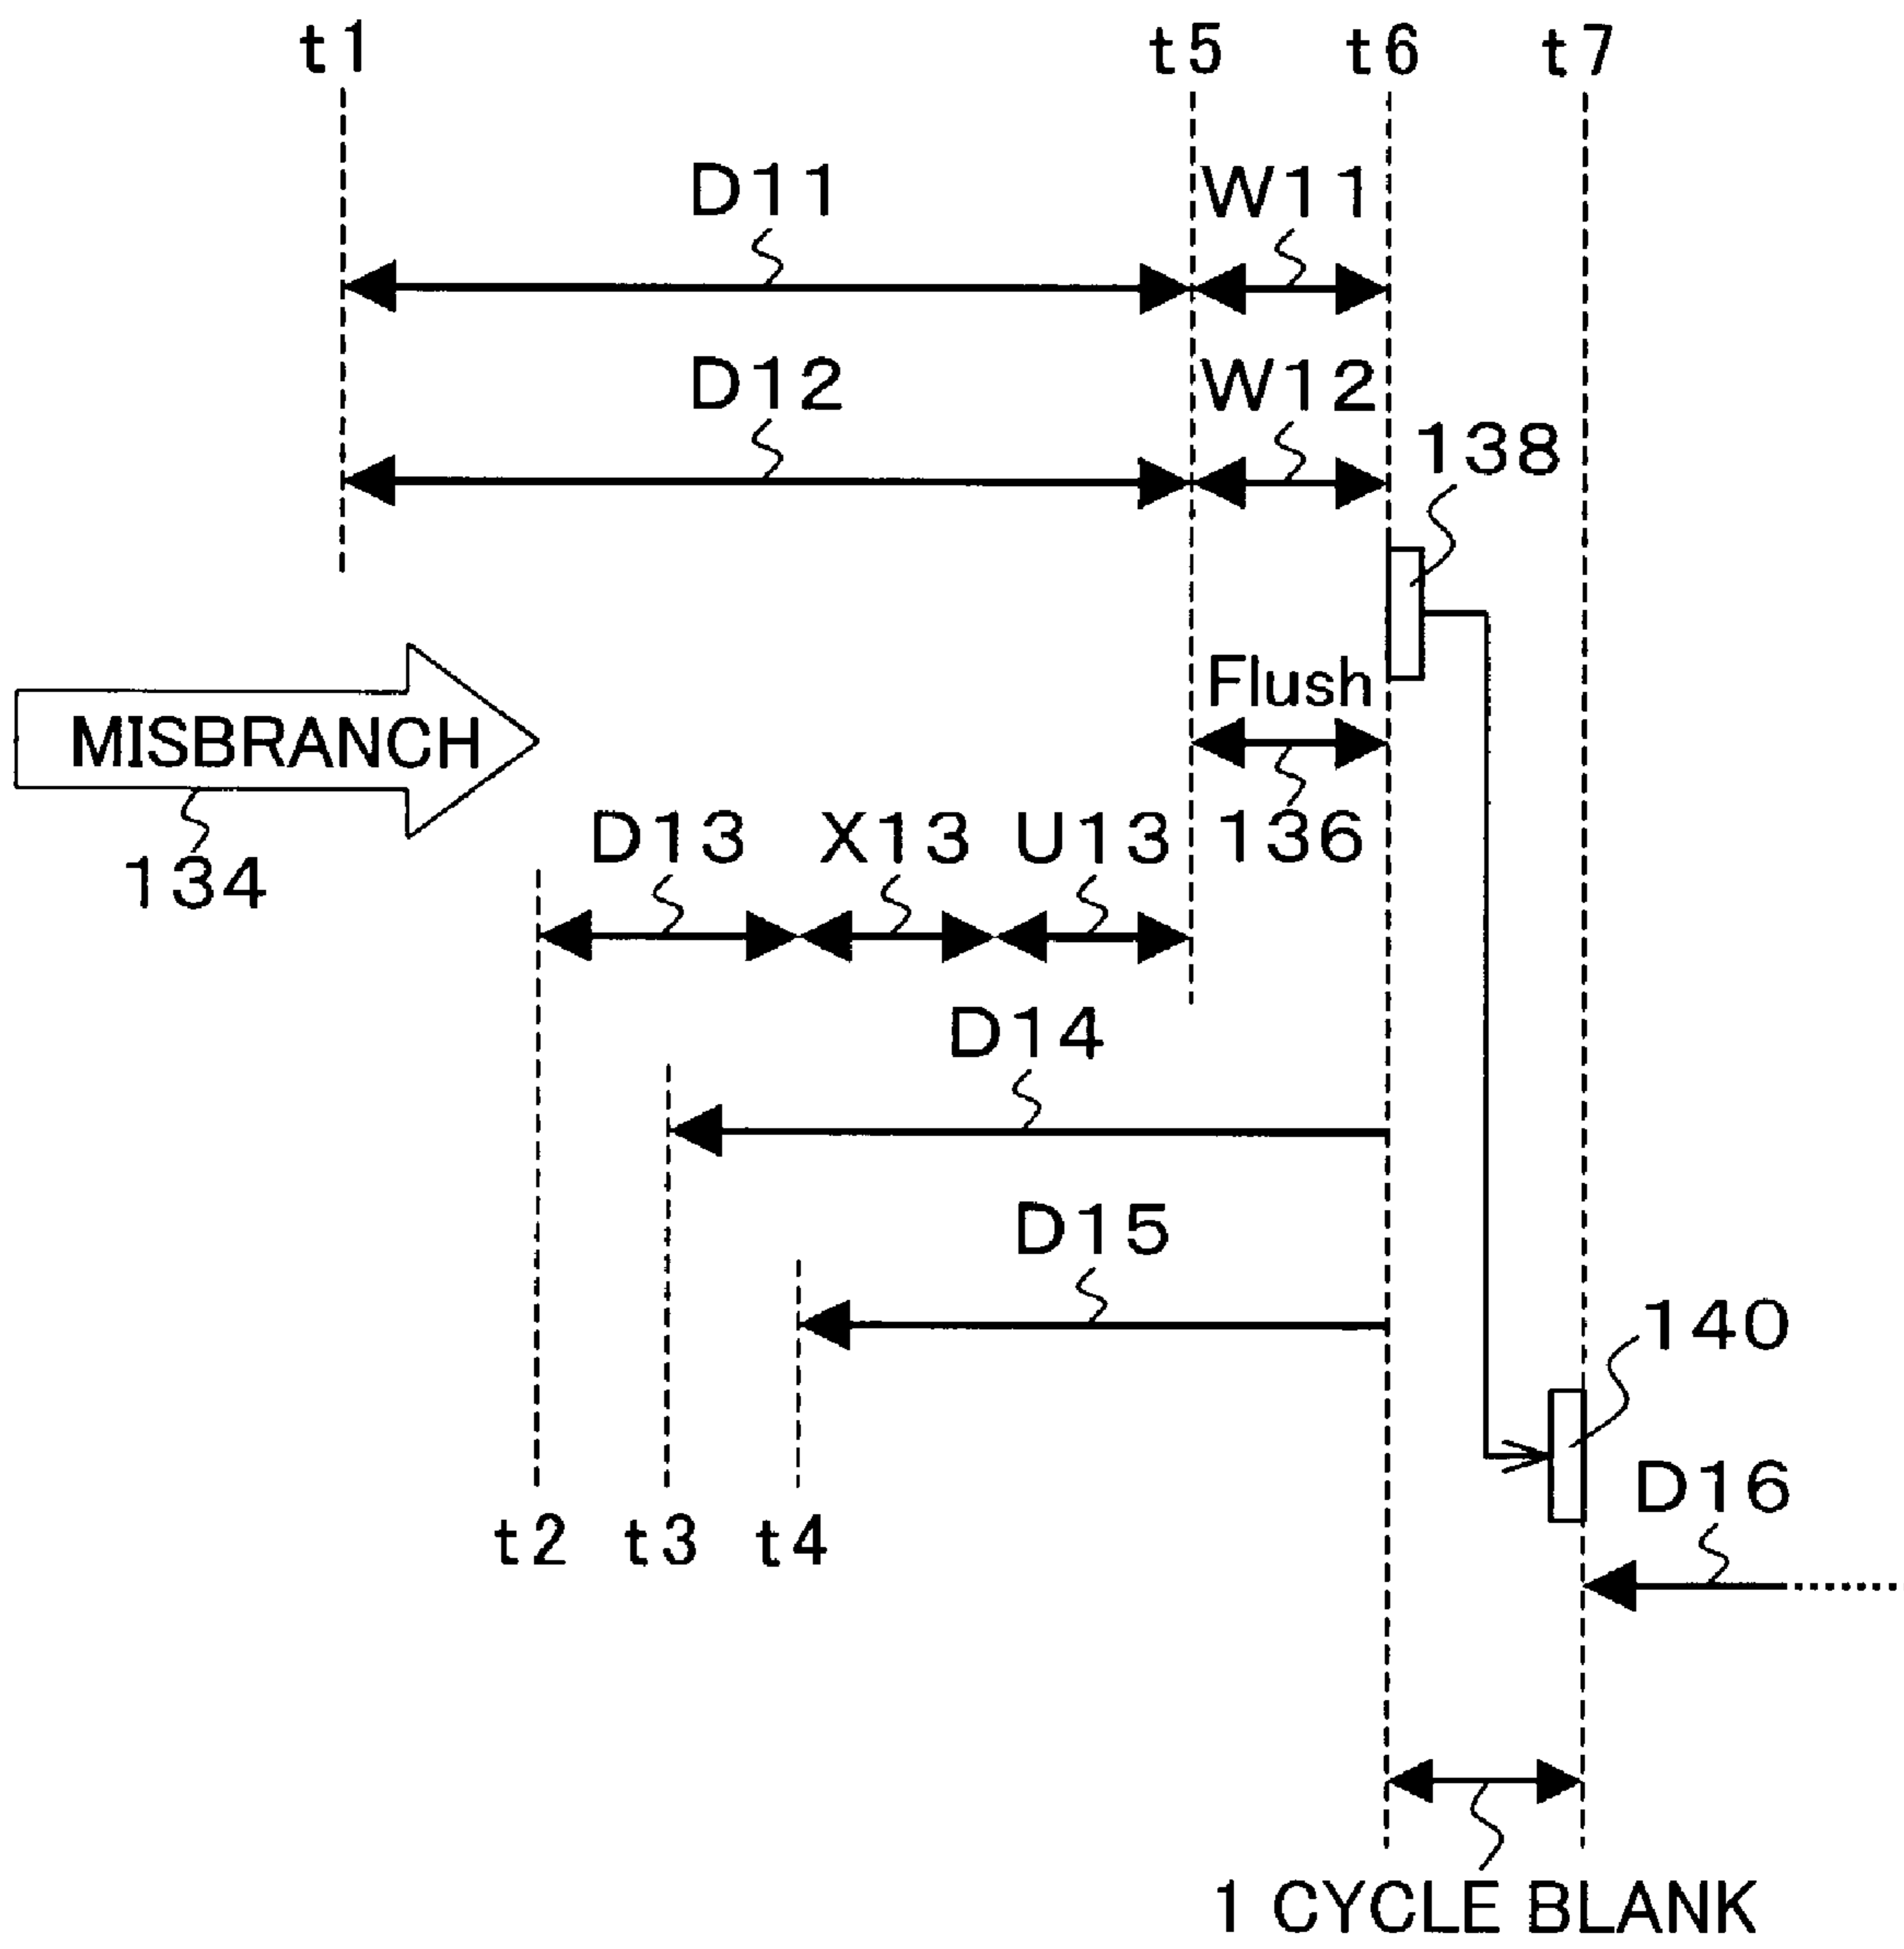 t1 t5 t6 t7
D11 W11
D12 W12
138
Flush
MISBRANCH
D13 X13 U13 136
134
D14
D15
140
D16
t2 t3 t4
1 CYCLE BLANK